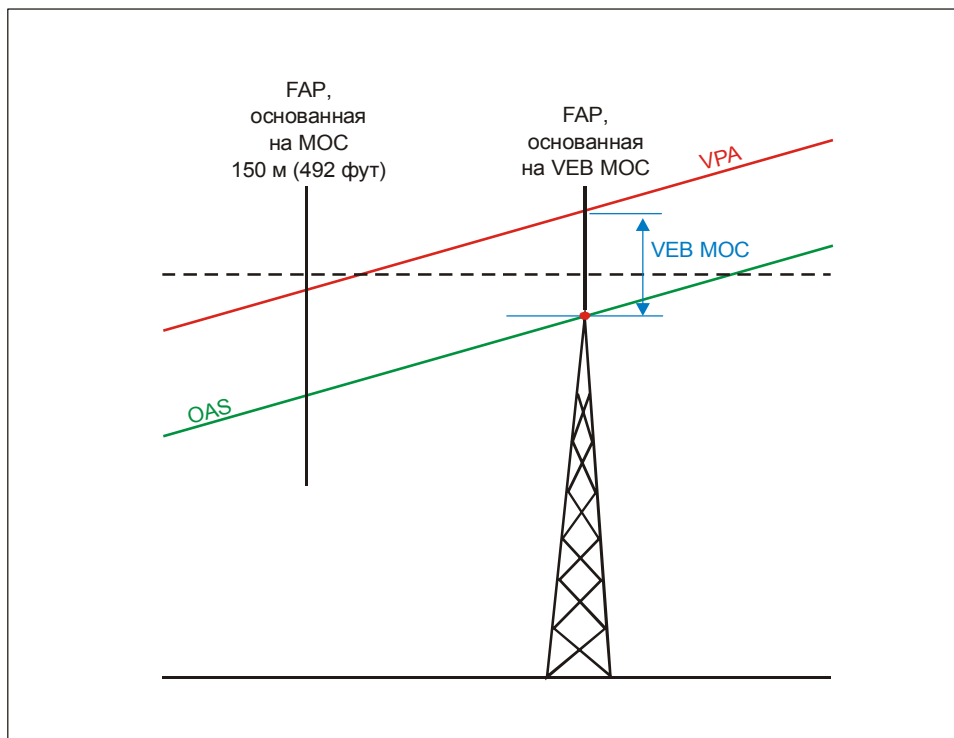 FAP,
основанная
на MOC
150 м (492 фут)
FAP,
основанная
на VEB MOC
VPA
VEB MOC
OAS